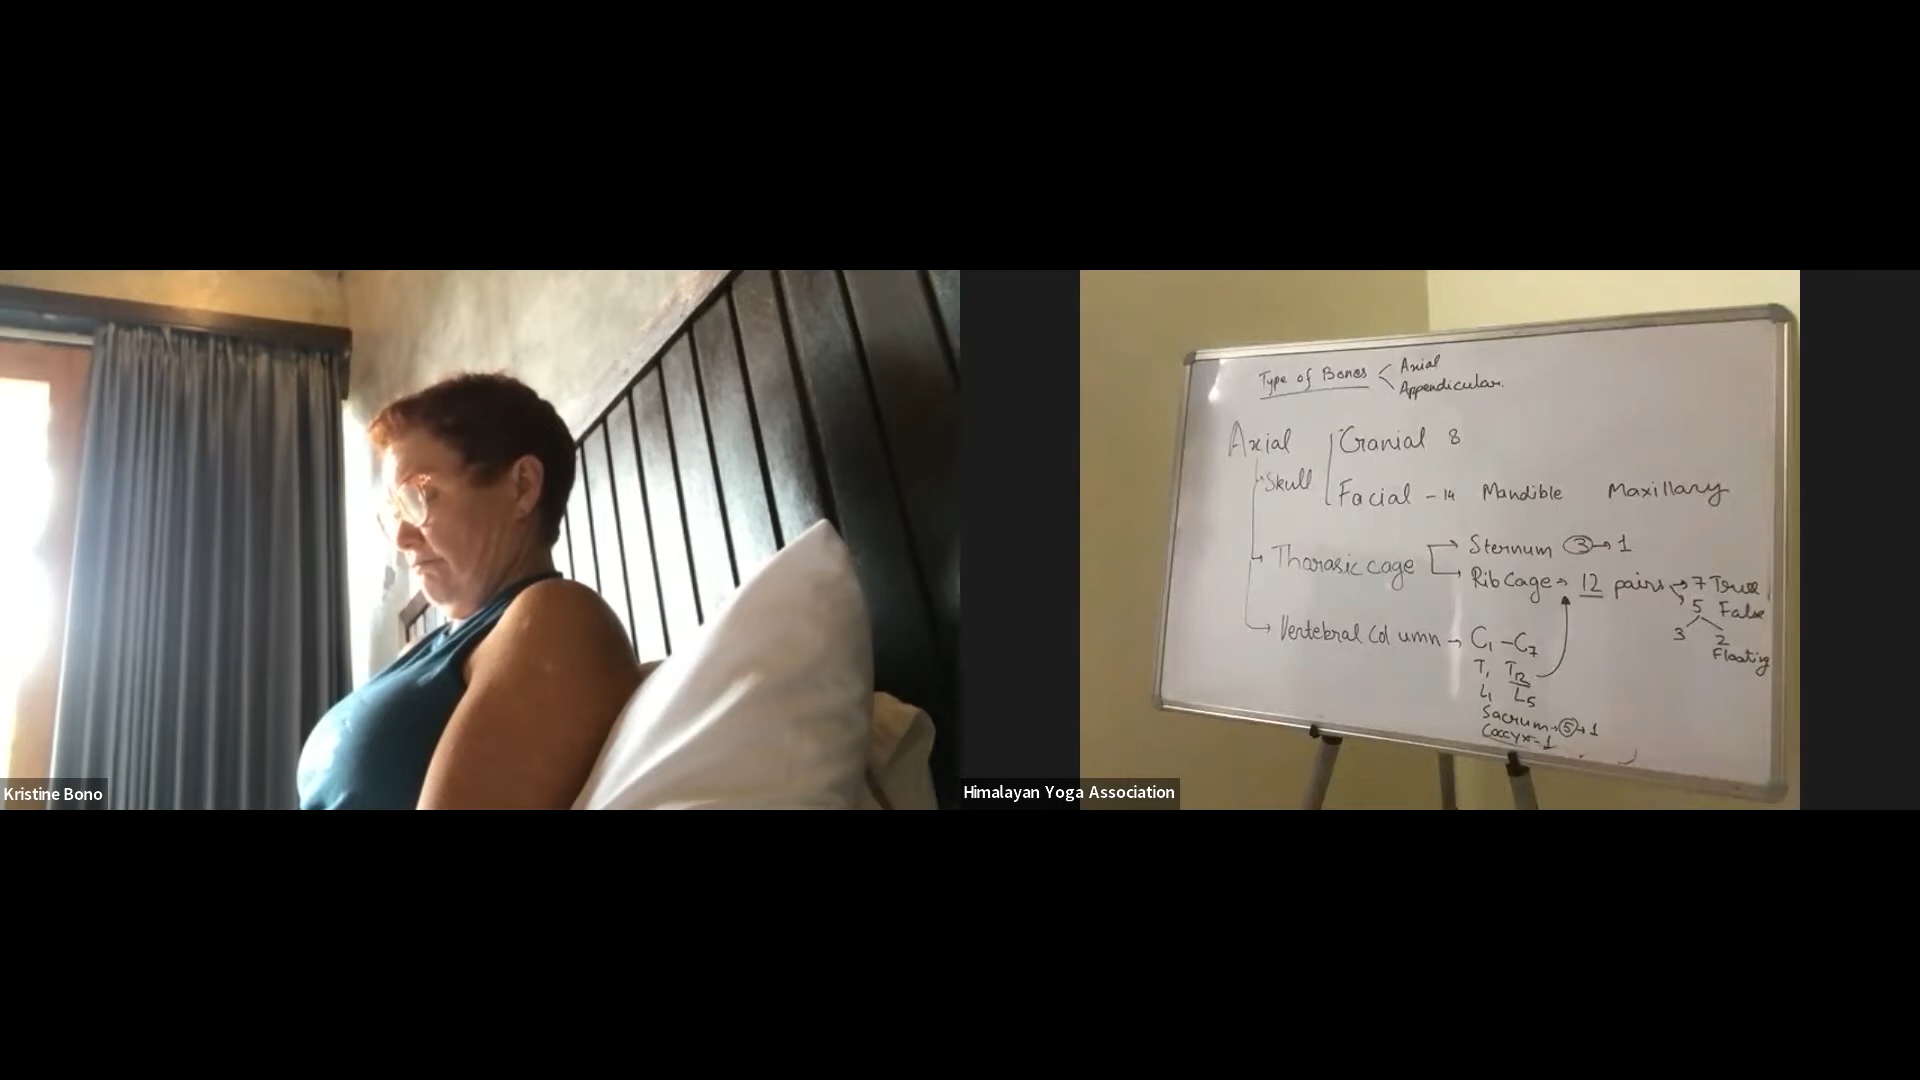 Type of Bones
Axial
Appendicular.
Axial
Cranial 8
Skull
Facial - 14 Mandible Maxillary
Tharasic cage
Sternum 3 → 1
Rib Cage → 12 pairs → 7 True
5 False
3 2
Floating
Vertebral Column → C1 - C7
T1 T12
L1 L5
Sacrum → 5 → 1
Coccyx - 1
Kristine Bono
Himalayan Yoga Association